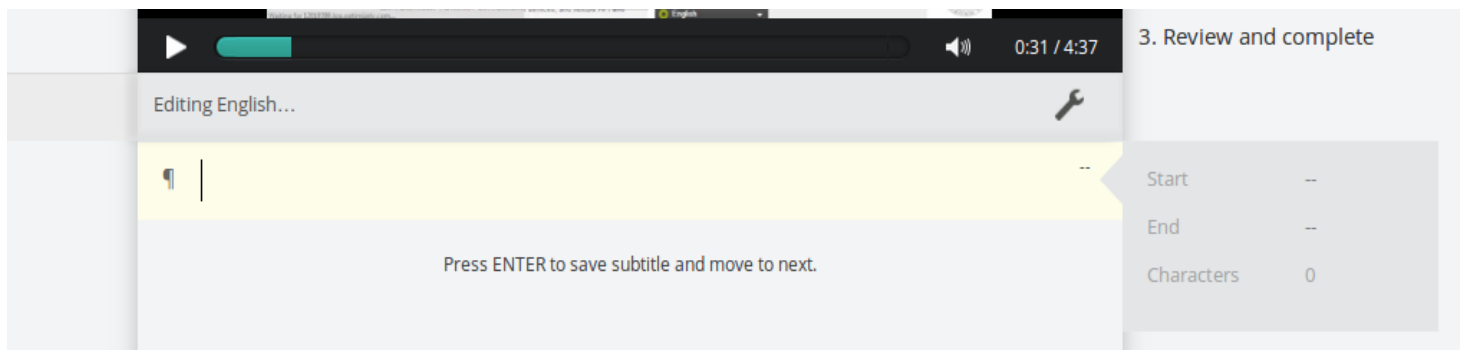 English
0:31 / 4:37
3. Review and complete
Editing English...
¶
--
Start --
End --
Characters 0
Press ENTER to save subtitle and move to next.